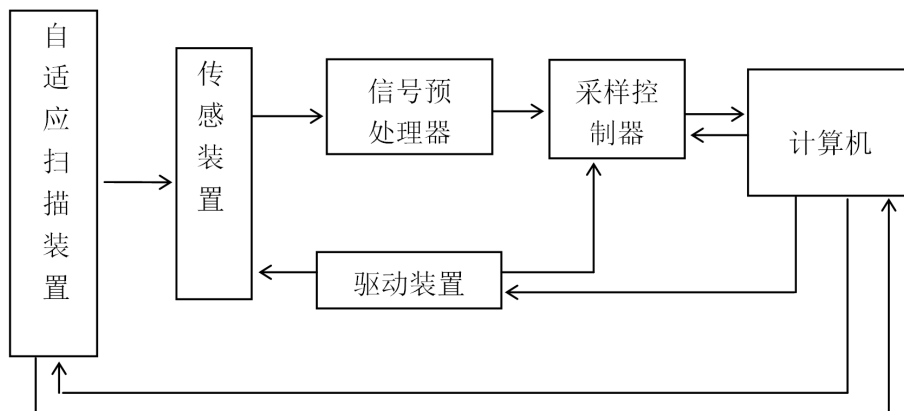 自适应扫描装置
传感装置
信号预
处理器
采样控
制器
计算机
驱动装置